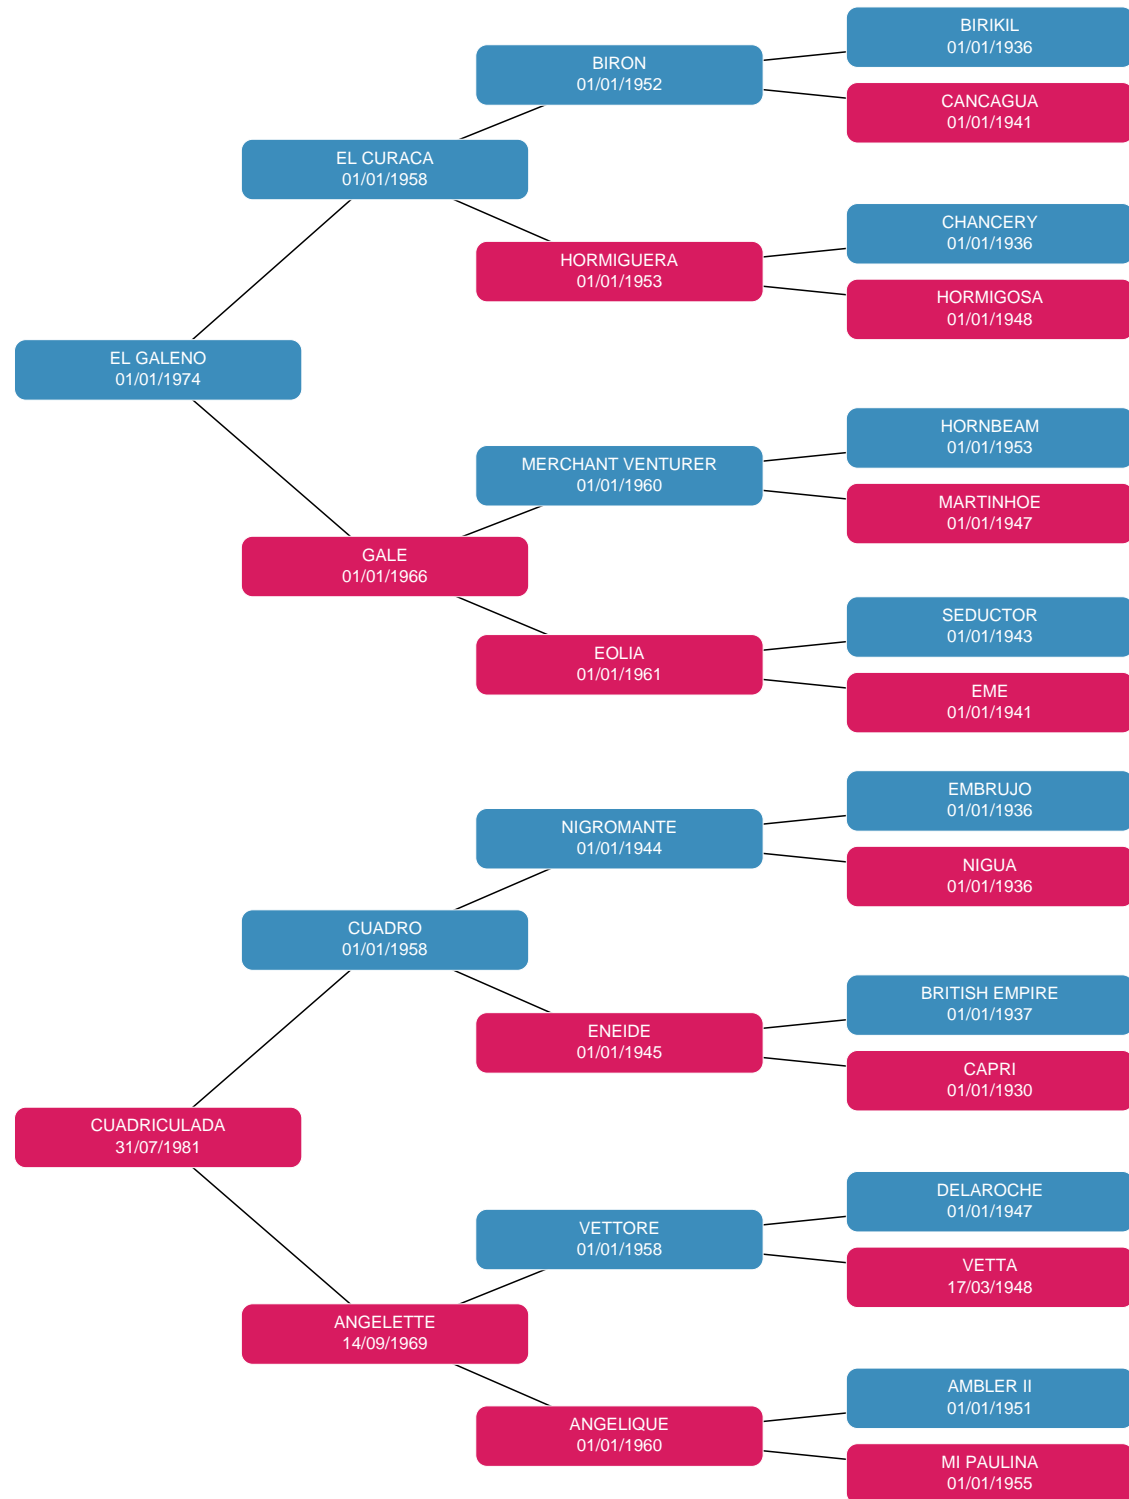 BIRIKIL
01/01/1936
BIRON
01/01/1952
CANCAGUA
01/01/1941
EL CURACA
01/01/1958
CHANCERY
01/01/1936
HORMIGUERA
01/01/1953
HORMIGOSA
01/01/1948
EL GALENO
01/01/1974
HORNBEAM
01/01/1953
MERCHANT VENTURER
01/01/1960
MARTINHOE
01/01/1947
GALE
01/01/1966
SEDUCTOR
01/01/1943
EOLIA
01/01/1961
EME
01/01/1941
EMBRUJO
01/01/1936
NIGROMANTE
01/01/1944
NIGUA
01/01/1936
CUADRO
01/01/1958
BRITISH EMPIRE
01/01/1937
ENEIDE
01/01/1945
CAPRI
01/01/1930
CUADRICULADA
31/07/1981
DELAROCHE
01/01/1947
VETTORE
01/01/1958
VETTA
17/03/1948
ANGELETTE
14/09/1969
AMBLER II
01/01/1951
ANGELIQUE
01/01/1960
MI PAULINA
01/01/1955